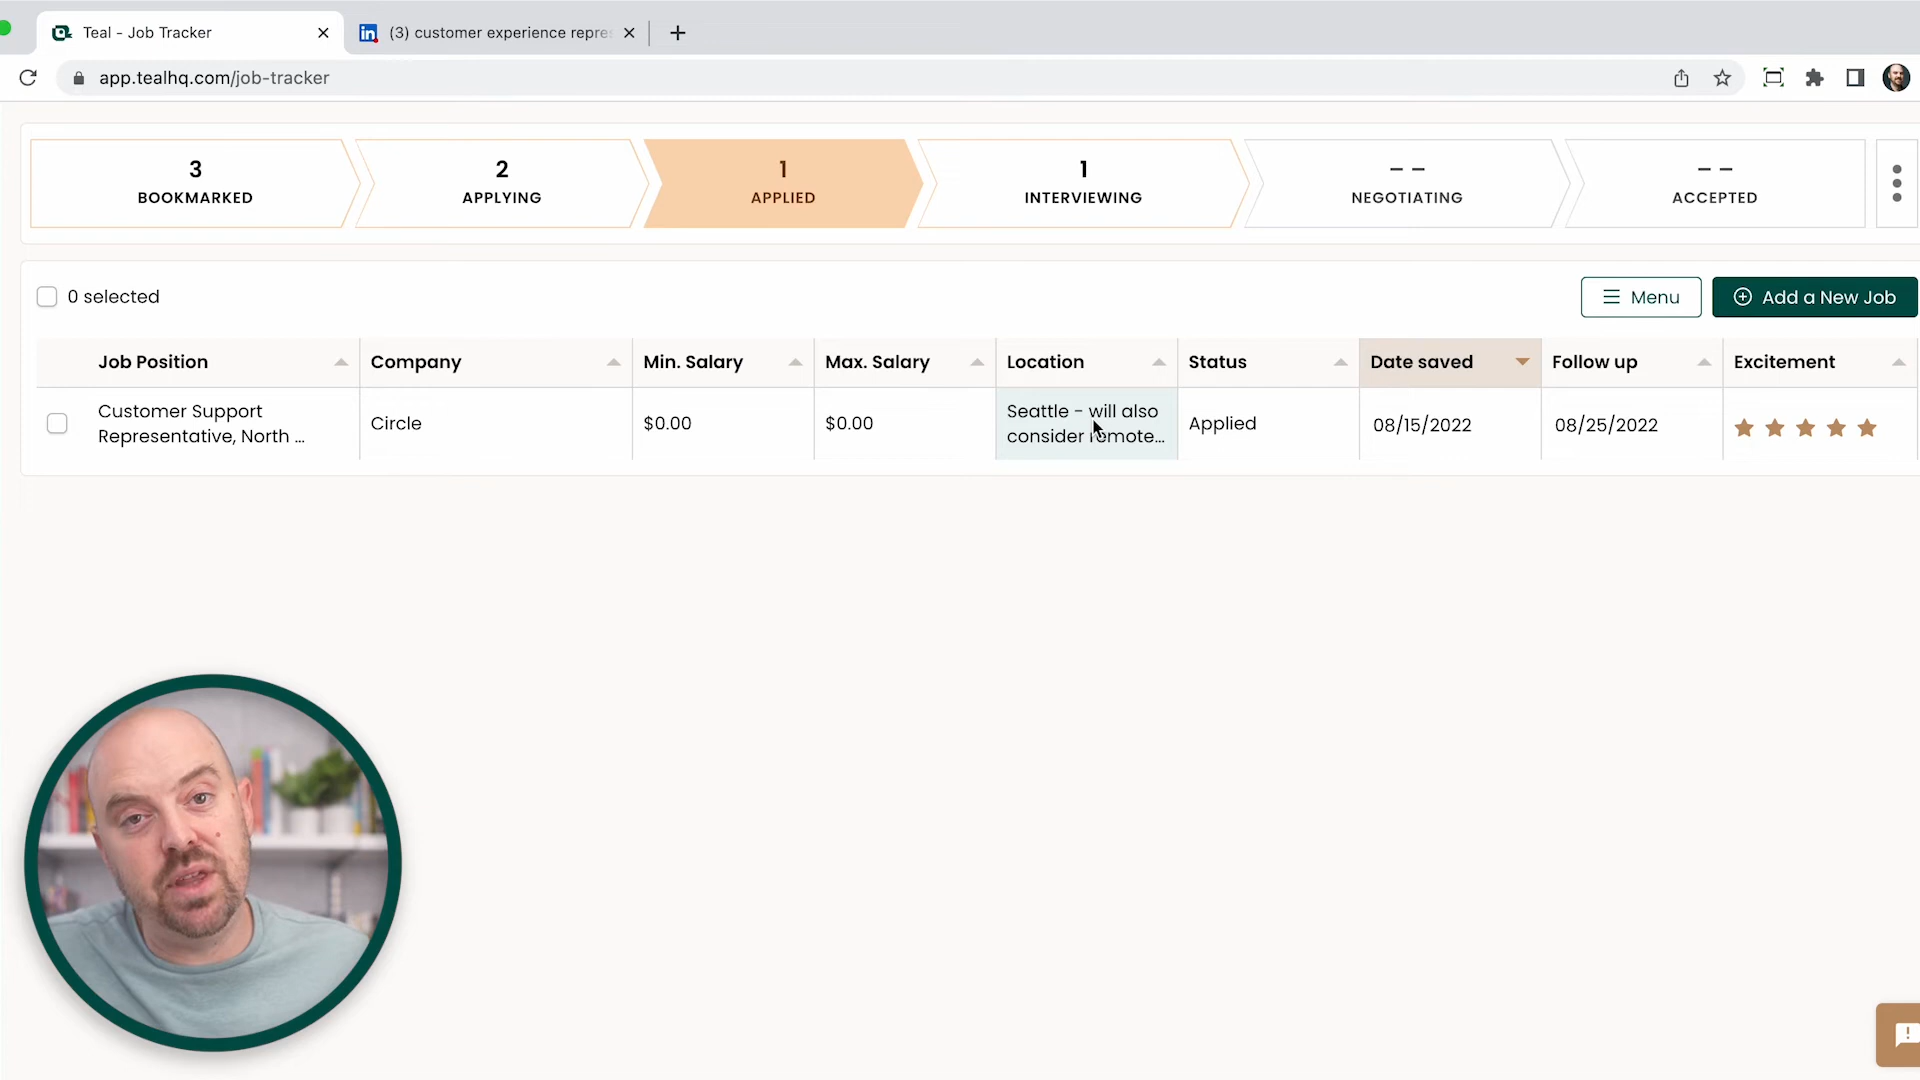 Teal - Job Tracker
(3) customer experience repre
app.tealhq.com/job-tracker
3
BOOKMARKED
2
APPLYING
1
APPLIED
1
INTERVIEWING
– –
NEGOTIATING
– –
ACCEPTED
0 selected
Menu
Add a New Job
Job Position
Company
Min. Salary
Max. Salary
Location
Status
Date saved
Follow up
Excitement
Customer Support
Representative, North ...
Circle
$0.00
$0.00
Seattle - will also
consider remote...
Applied
08/15/2022
08/25/2022